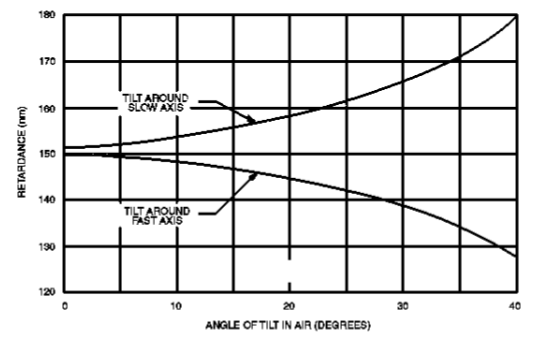 180
170
160
150
140
130
120
RETARDANCE (nm)
TILT AROUND
SLOW AXIS
TILT AROUND
FAST AXIS
0
10
20
30
40
ANGLE OF TILT IN AIR (DEGREES)